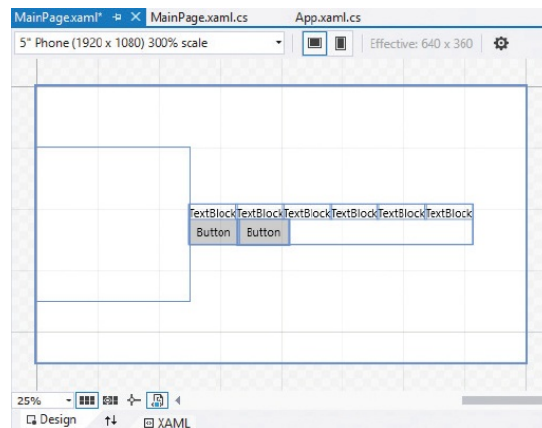 MainPage.xaml* MainPage.xaml.cs App.xaml.cs
5" Phone (1920 x 1080) 300% scale Effective: 640 x 360
TextBlock TextBlock TextBlock TextBlock TextBlock TextBlock
Button Button
25%
Design XAML